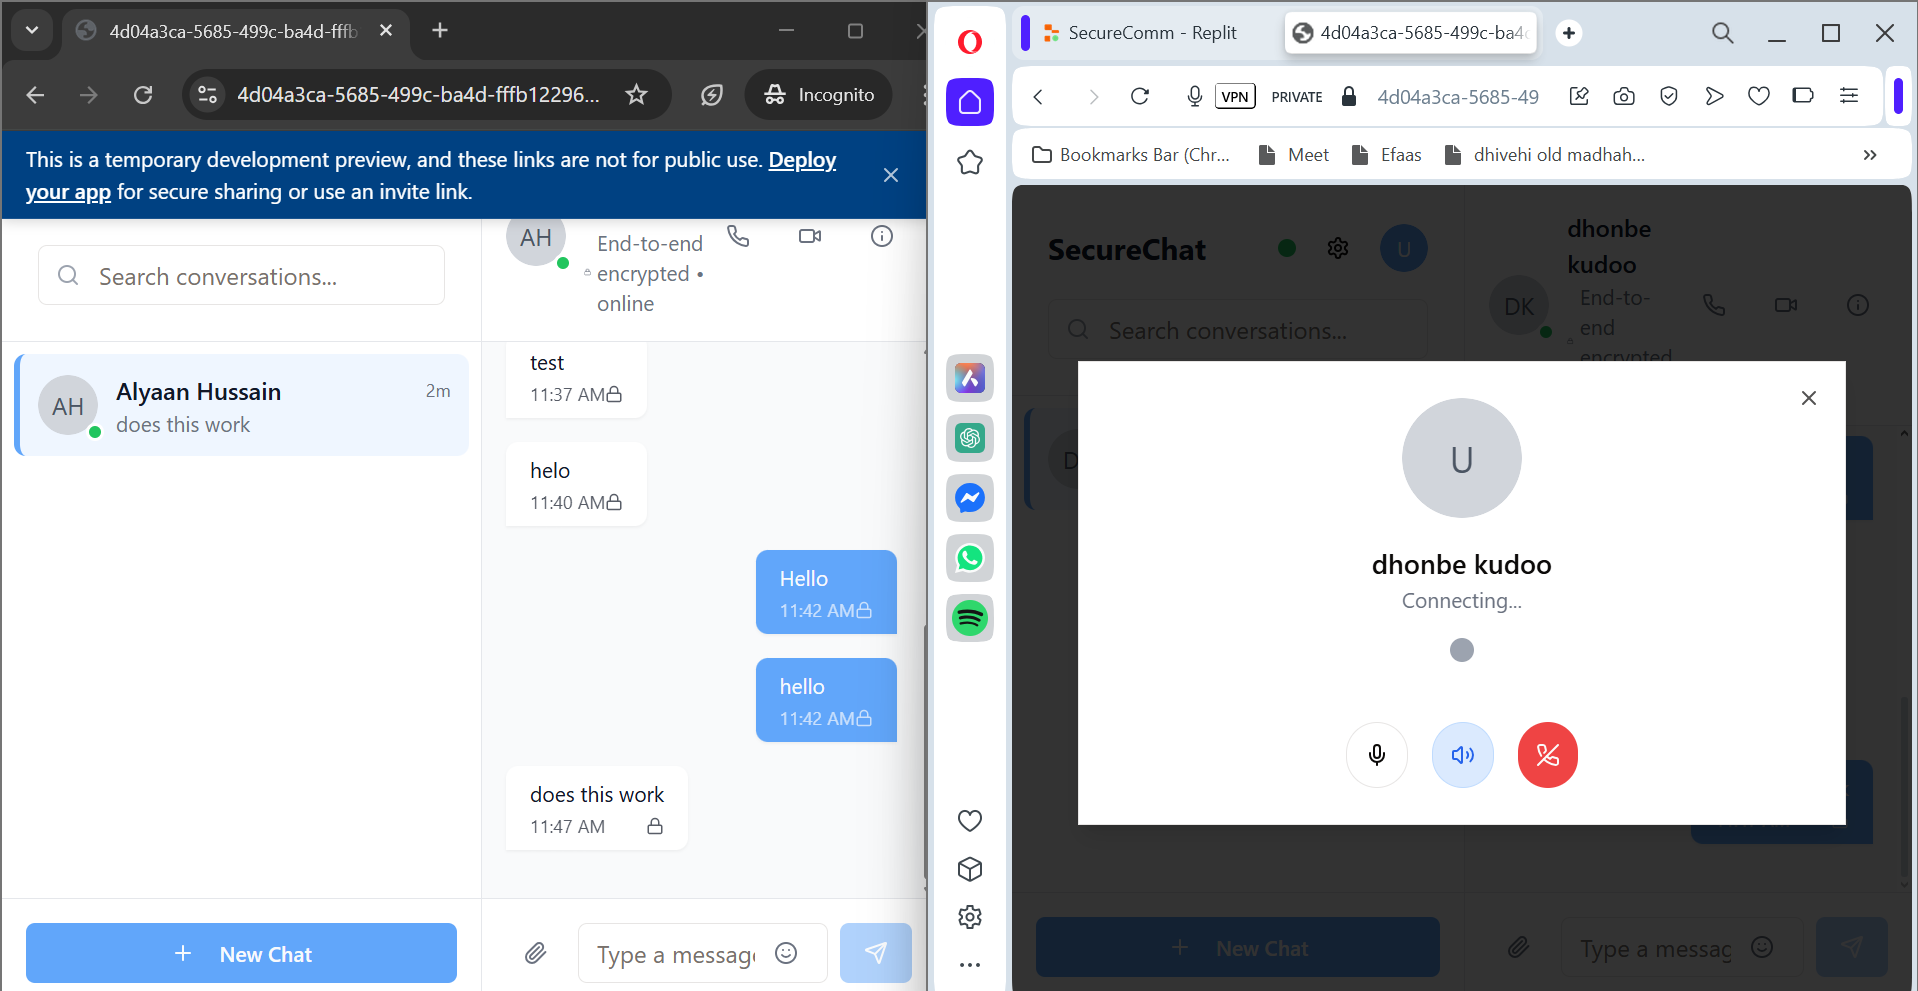 4d04a3ca-5685-499c-ba4d-fffb
4d04a3ca-5685-499c-ba4d-fffb12296...
Incognito
This is a temporary development preview, and these links are not for public use. Deploy
your app for secure sharing or use an invite link.
Search conversations...
AH
End-to-end
encrypted •
online
Alyaan Hussain
2m
AH
does this work
test
11:37 AM
helo
11:40 AM
Hello
11:42 AM
hello
11:42 AM
does this work
11:47 AM
New Chat
Type a message
SecureComm - Replit
4d04a3ca-5685-499c-ba4
VPN
PRIVATE
4d04a3ca-5685-49
Bookmarks Bar (Chr...
Meet
Efaas
dhivehi old madhah...
SecureChat
U
Search conversations...
dhonbe
kudoo
DK
End-to-
end
encrypted
D
U
dhonbe kudoo
Connecting...
New Chat
Type a messag